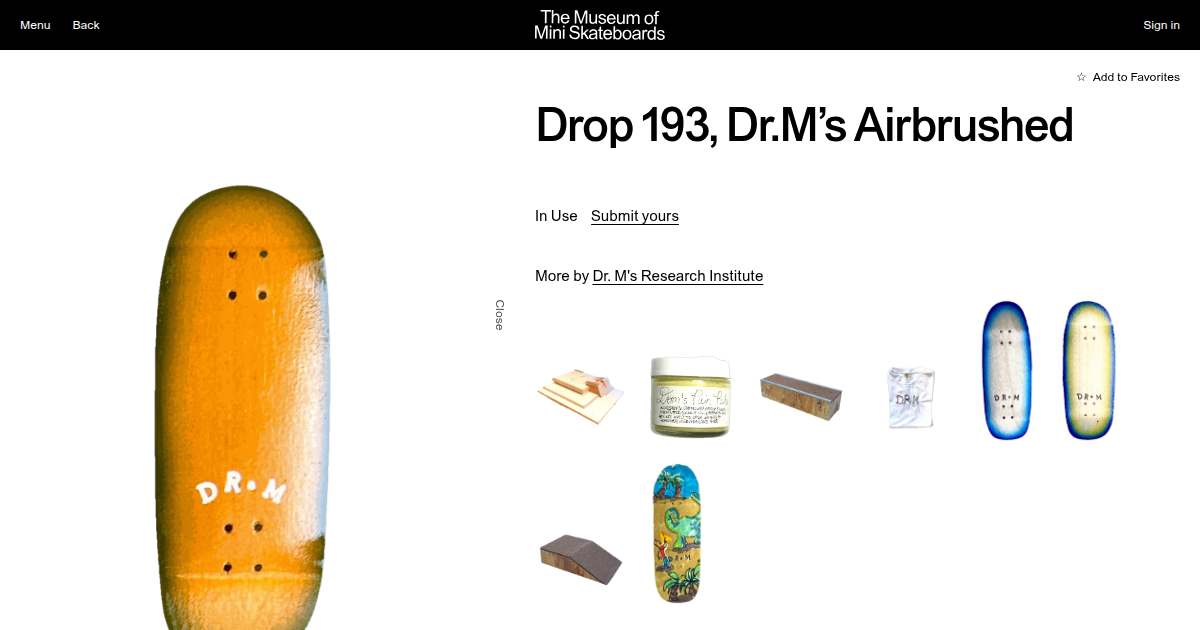 Menu
Back
The Museum of
Mini Skateboards
Sign in
☆ Add to Favorites
Drop 193, Dr.M’s Airbrushed
In Use
Submit yours
More by Dr. M's Research Institute
Close
DR•M
DR•M
DR•M